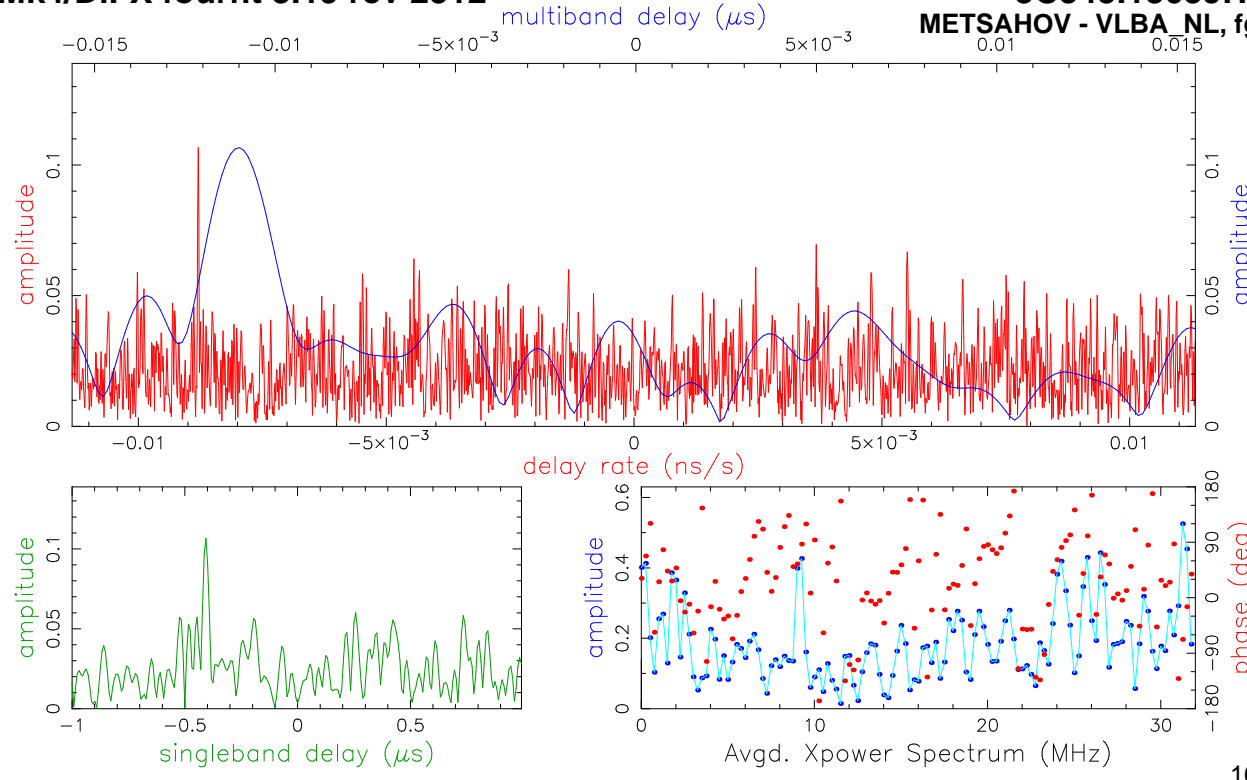 multiband delay (μs)
METSAHOV - VLBA_NL, fg
−0.015 −0.01 −5×10⁻³ 0 5×10⁻³ 0.01 0.015
amplitude
0 0.05 0.1
0 0.05 0.1
amplitude
−0.01 −5×10⁻³ 0 5×10⁻³ 0.01
delay rate (ns/s)
amplitude
0 0.05 0.1
−1 −0.5 0 0.5
singleband delay (μs)
amplitude
0 0.2 0.4 0.6
−180 −90 0 90 180
phase (deg)
0 10 20 30
Avgd. Xpower Spectrum (MHz)